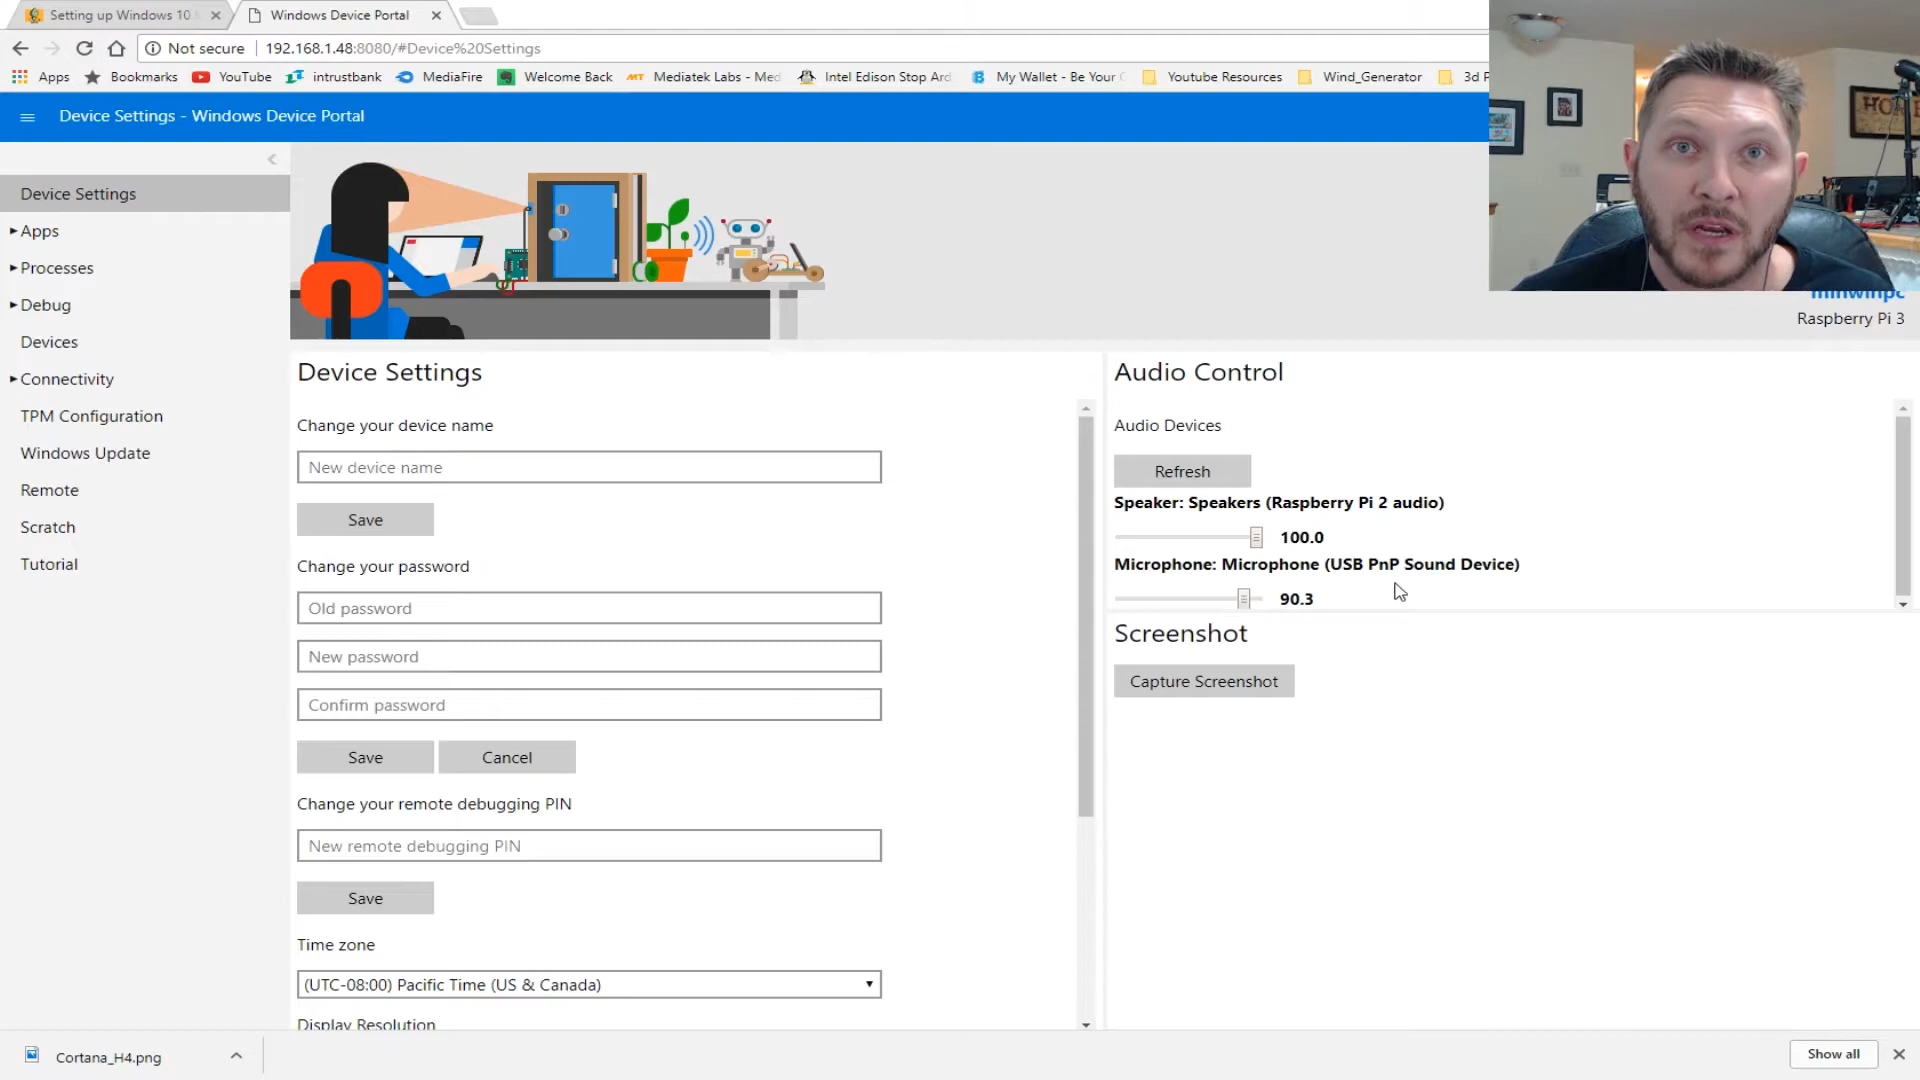 Setting up Windows 10
Windows Device Portal
Not secure
192.168.1.48:8080/#Device%20Settings
Apps
Bookmarks
YouTube
intrustbank
MediaFire
Welcome Back
MT
Mediatek Labs - Med
Intel Edison Stop Ard
My Wallet - Be Your
Youtube Resources
Wind_Generator
3d P
Device Settings - Windows Device Portal
minwinpc
Raspberry Pi 3
Device Settings
Apps
Processes
Debug
Devices
Connectivity
TPM Configuration
Windows Update
Remote
Scratch
Tutorial
Device Settings
Change your device name
New device name
Save
Change your password
Old password
New password
Confirm password
Save
Cancel
Change your remote debugging PIN
New remote debugging PIN
Save
Time zone
(UTC-08:00) Pacific Time (US & Canada)
Display Resolution
Audio Control
Audio Devices
Refresh
Speaker: Speakers (Raspberry Pi 2 audio)
100.0
Microphone: Microphone (USB PnP Sound Device)
90.3
Screenshot
Capture Screenshot
Cortana_H4.png
Show all